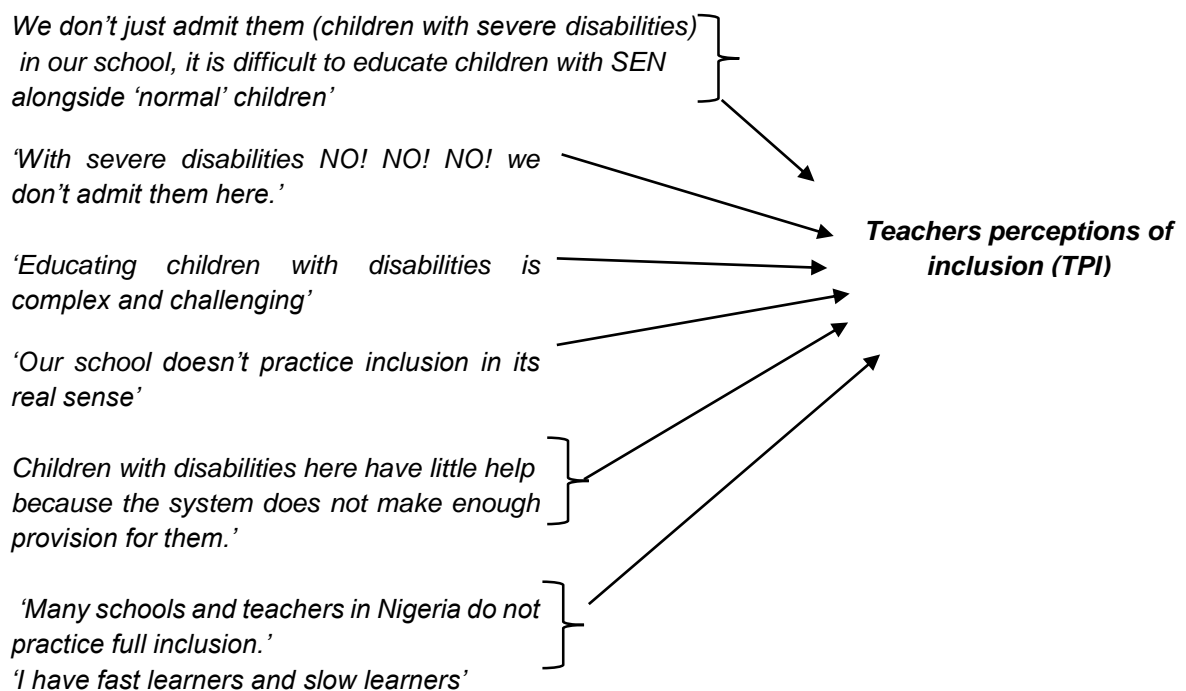 We don’t just admit them (children with severe disabilities)
in our school, it is difficult to educate children with SEN
alongside ‘normal’ children’
‘With severe disabilities NO! NO! NO! we
don’t admit them here.’
‘Educating children with disabilities is
complex and challenging’
‘Our school doesn’t practice inclusion in its
real sense’
Children with disabilities here have little help
because the system does not make enough
provision for them.’
‘Many schools and teachers in Nigeria do not
practice full inclusion.’
‘I have fast learners and slow learners’
Teachers perceptions of
inclusion (TPI)